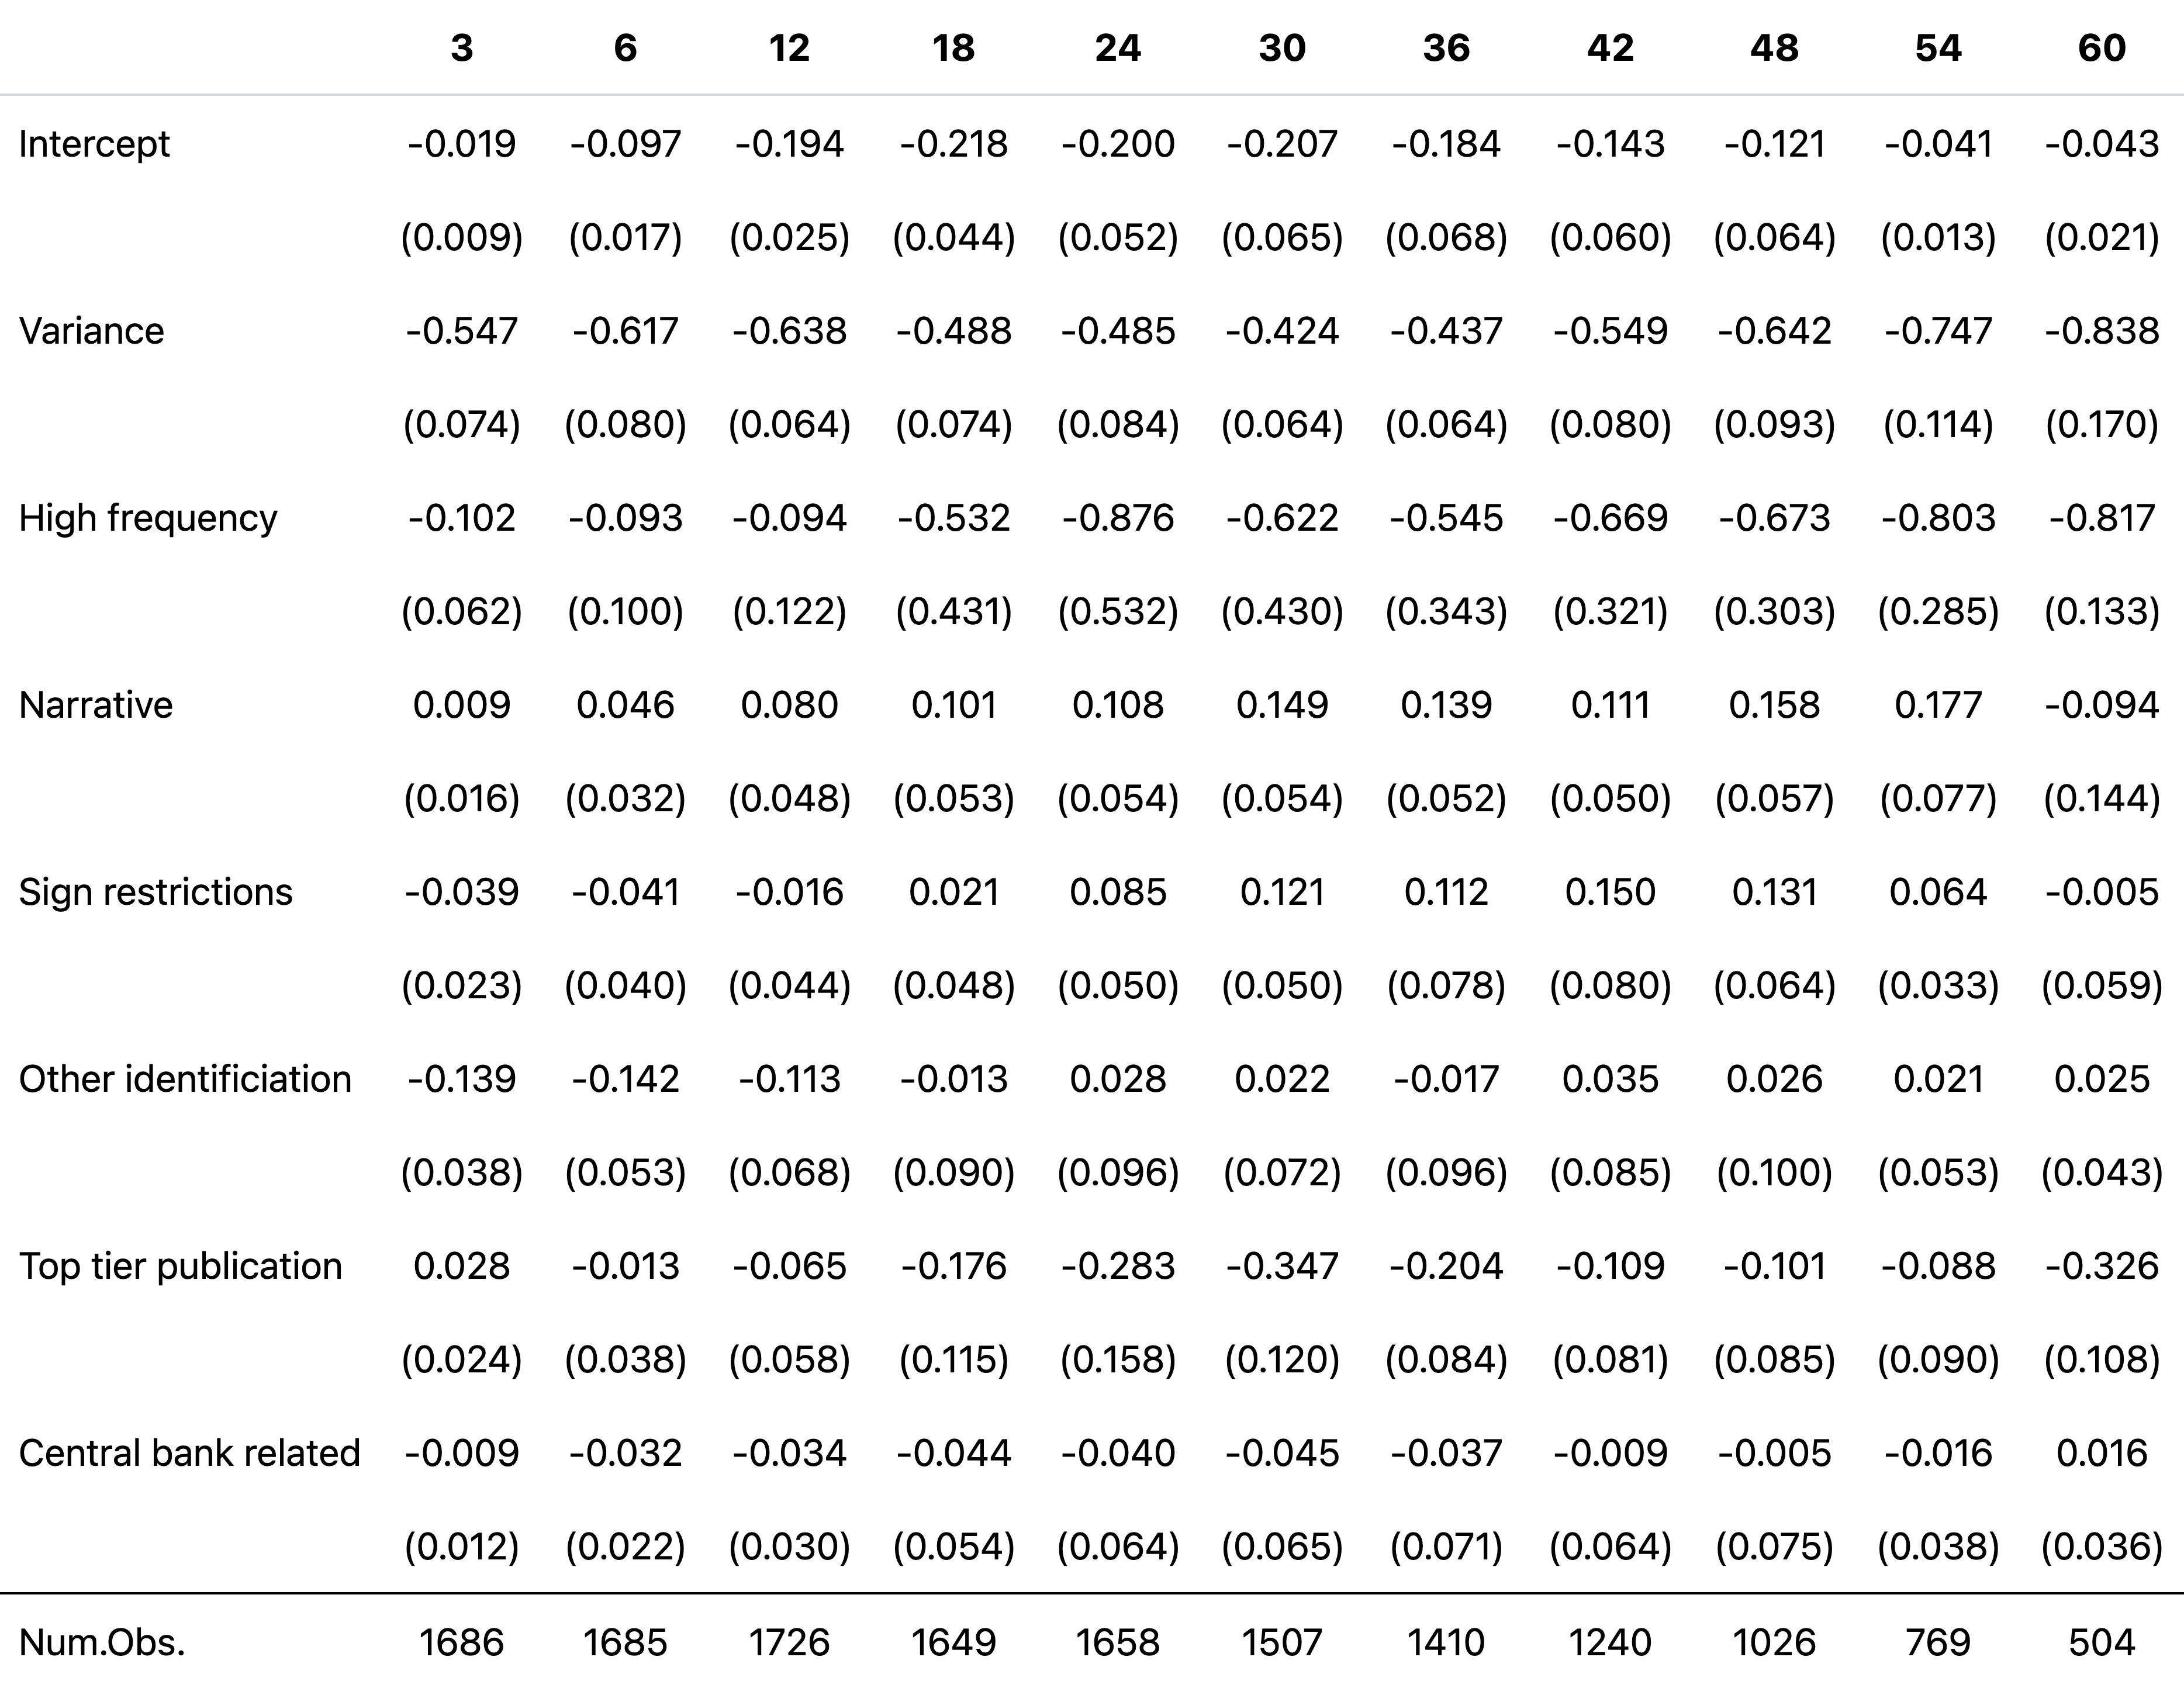 3 6 12 18 24 30 36 42 48 54 60
Intercept -0.019 -0.097 -0.194 -0.218 -0.200 -0.207 -0.184 -0.143 -0.121 -0.041 -0.043
(0.009) (0.017) (0.025) (0.044) (0.052) (0.065) (0.068) (0.060) (0.064) (0.013) (0.021)
Variance -0.547 -0.617 -0.638 -0.488 -0.485 -0.424 -0.437 -0.549 -0.642 -0.747 -0.838
(0.074) (0.080) (0.064) (0.074) (0.084) (0.064) (0.064) (0.080) (0.093) (0.114) (0.170)
High frequency -0.102 -0.093 -0.094 -0.532 -0.876 -0.622 -0.545 -0.669 -0.673 -0.803 -0.817
(0.062) (0.100) (0.122) (0.431) (0.532) (0.430) (0.343) (0.321) (0.303) (0.285) (0.133)
Narrative 0.009 0.046 0.080 0.101 0.108 0.149 0.139 0.111 0.158 0.177 -0.094
(0.016) (0.032) (0.048) (0.053) (0.054) (0.054) (0.052) (0.050) (0.057) (0.077) (0.144)
Sign restrictions -0.039 -0.041 -0.016 0.021 0.085 0.121 0.112 0.150 0.131 0.064 -0.005
(0.023) (0.040) (0.044) (0.048) (0.050) (0.050) (0.078) (0.080) (0.064) (0.033) (0.059)
Other identificiation -0.139 -0.142 -0.113 -0.013 0.028 0.022 -0.017 0.035 0.026 0.021 0.025
(0.038) (0.053) (0.068) (0.090) (0.096) (0.072) (0.096) (0.085) (0.100) (0.053) (0.043)
Top tier publication 0.028 -0.013 -0.065 -0.176 -0.283 -0.347 -0.204 -0.109 -0.101 -0.088 -0.326
(0.024) (0.038) (0.058) (0.115) (0.158) (0.120) (0.084) (0.081) (0.085) (0.090) (0.108)
Central bank related -0.009 -0.032 -0.034 -0.044 -0.040 -0.045 -0.037 -0.009 -0.005 -0.016 0.016
(0.012) (0.022) (0.030) (0.054) (0.064) (0.065) (0.071) (0.064) (0.075) (0.038) (0.036)
Num.Obs. 1686 1685 1726 1649 1658 1507 1410 1240 1026 769 504